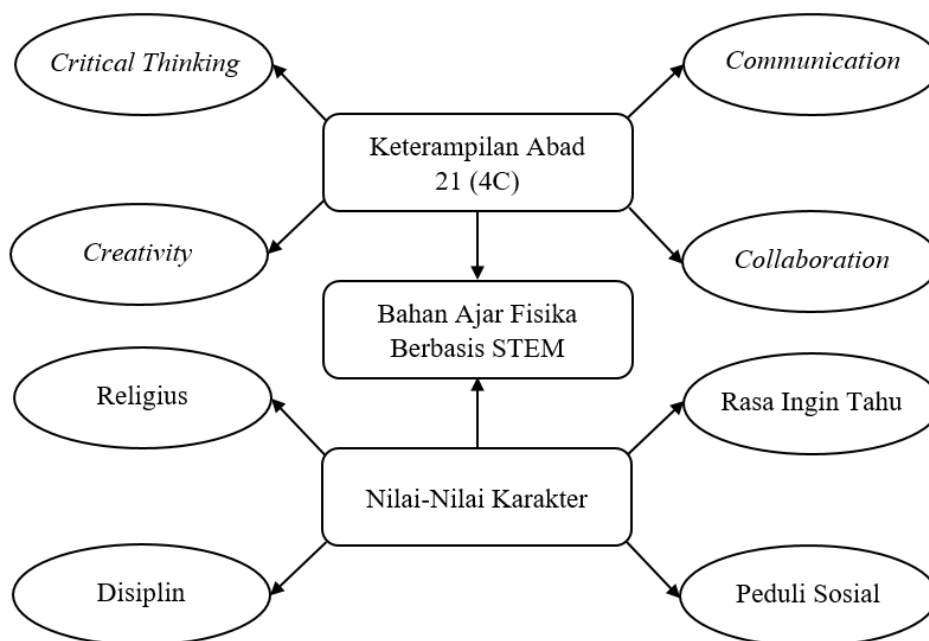 Critical Thinking
Communication
Keterampilan Abad
21 (4C)
Creativity
Collaboration
Bahan Ajar Fisika
Berbasis STEM
Religius
Rasa Ingin Tahu
Nilai-Nilai Karakter
Disiplin
Peduli Sosial